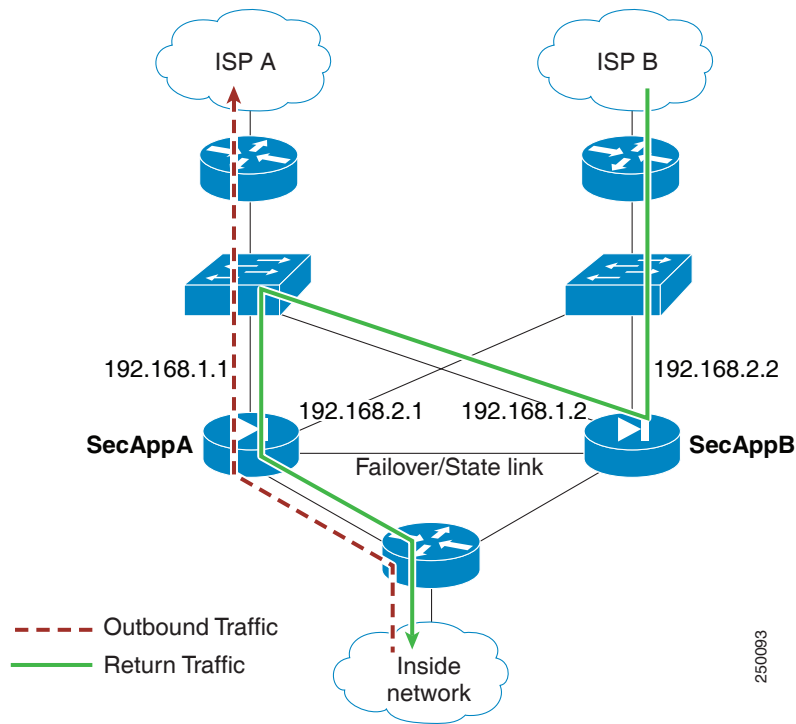 ISP A
ISP B
192.168.1.1
192.168.2.2
192.168.2.1
192.168.1.2
SecAppA
SecAppB
Failover/State link
Outbound Traffic
Return Traffic
Inside
network
250093